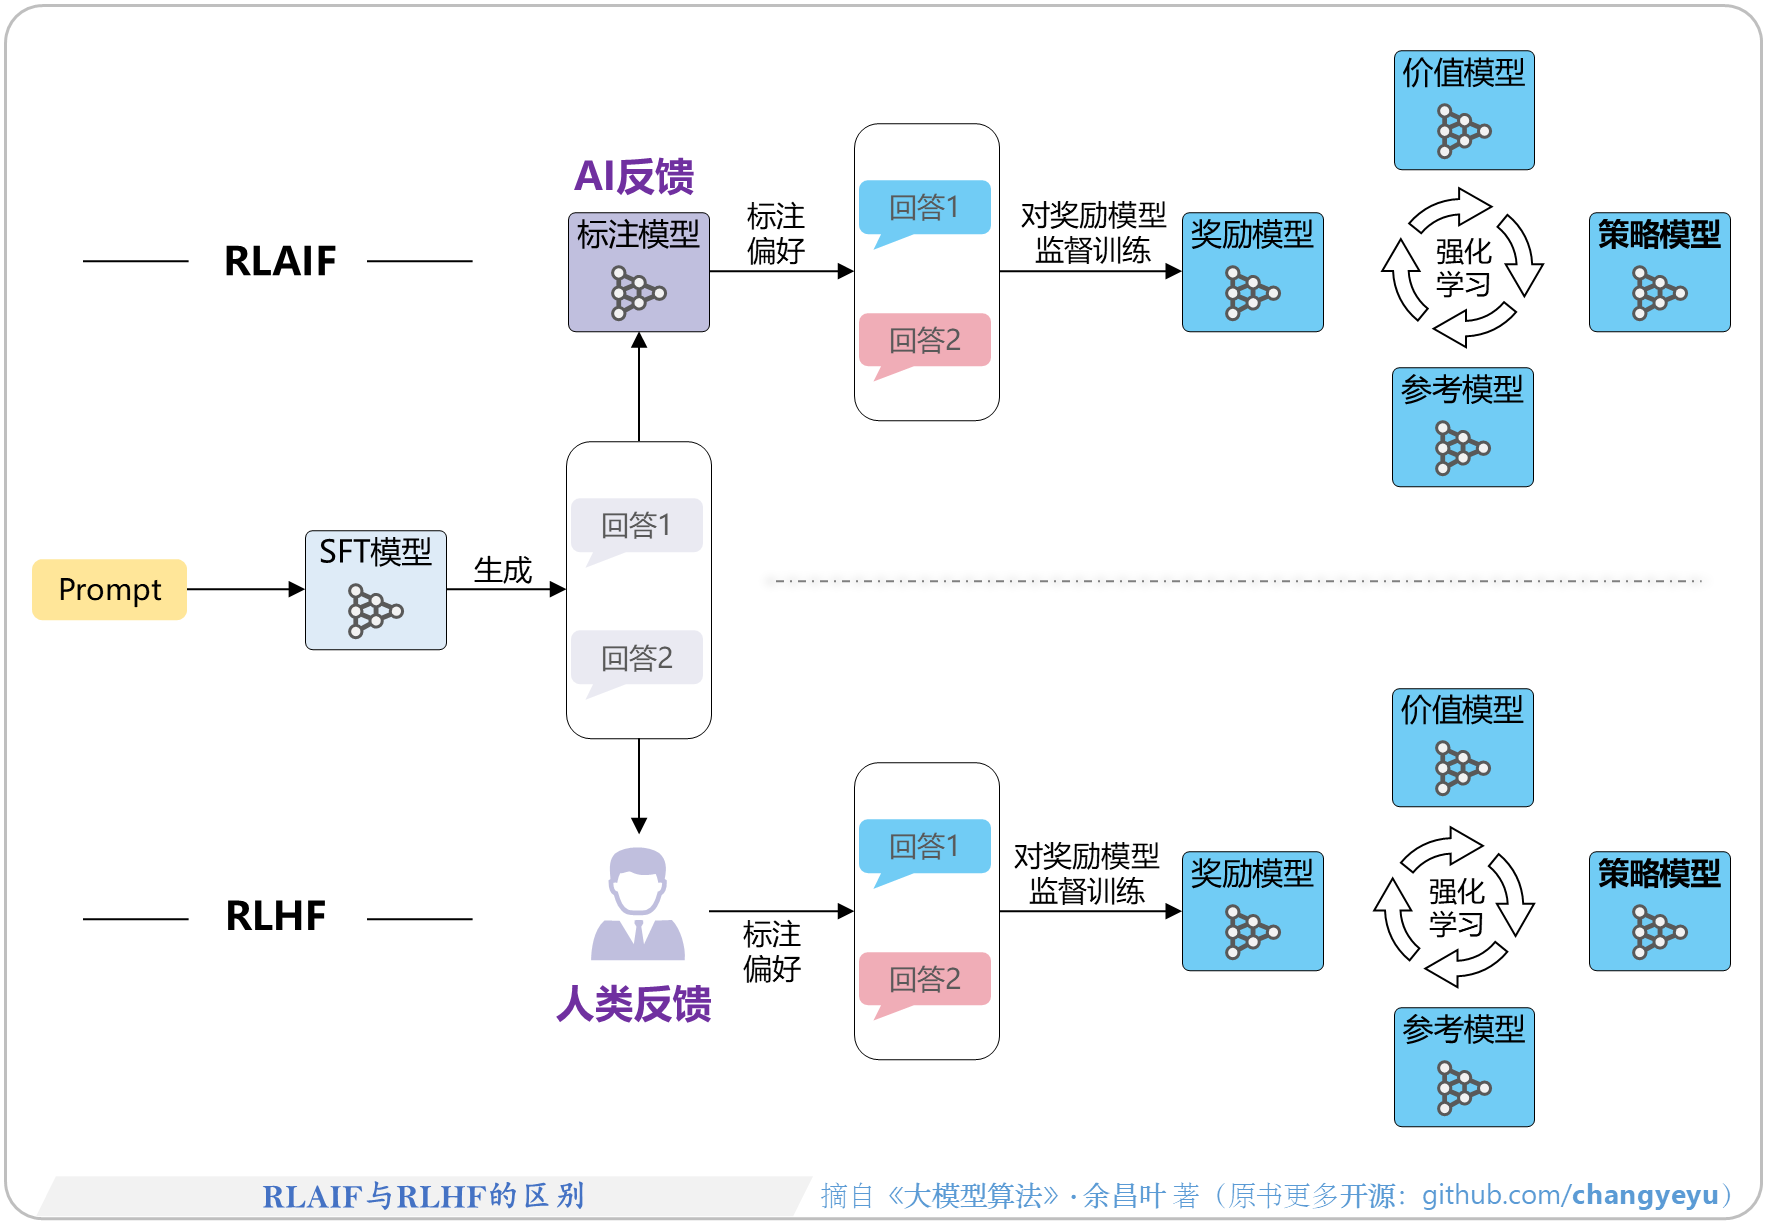 价值模型
AI反馈
标注模型
标注
偏好
回答1
回答2
对奖励模型
监督训练
奖励模型
强化
学习
策略模型
参考模型
RLAIF
Prompt
SFT模型
生成
回答1
回答2
RLHF
人类反馈
标注
偏好
回答1
回答2
对奖励模型
监督训练
奖励模型
价值模型
强化
学习
策略模型
参考模型
RLAIF与RLHF的区别
摘自《大模型算法》· 余昌叶 著（原书更多开源：github.com/changyeyu）